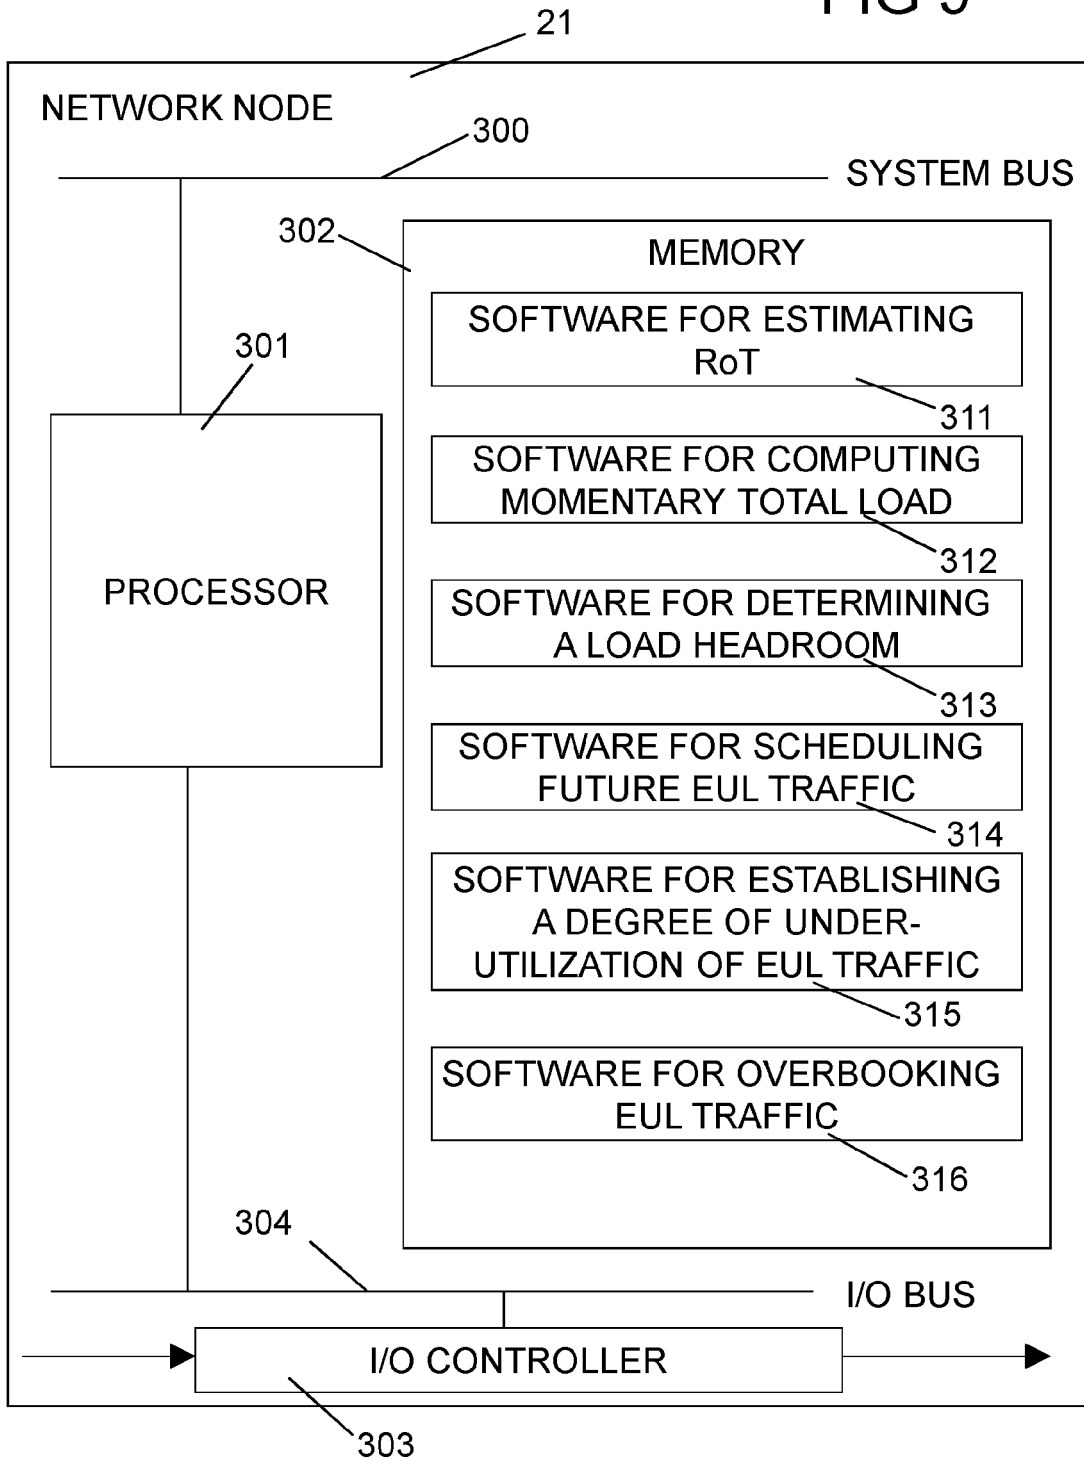 21
NETWORK NODE
300
SYSTEM BUS
302
MEMORY
SOFTWARE FOR ESTIMATING
RoT
311
301
SOFTWARE FOR COMPUTING
MOMENTARY TOTAL LOAD
312
PROCESSOR
SOFTWARE FOR DETERMINING
A LOAD HEADROOM
313
SOFTWARE FOR SCHEDULING
FUTURE EUL TRAFFIC
314
SOFTWARE FOR ESTABLISHING
A DEGREE OF UNDER-
UTILIZATION OF EUL TRAFFIC
315
SOFTWARE FOR OVERBOOKING
EUL TRAFFIC
316
304
I/O BUS
I/O CONTROLLER
303